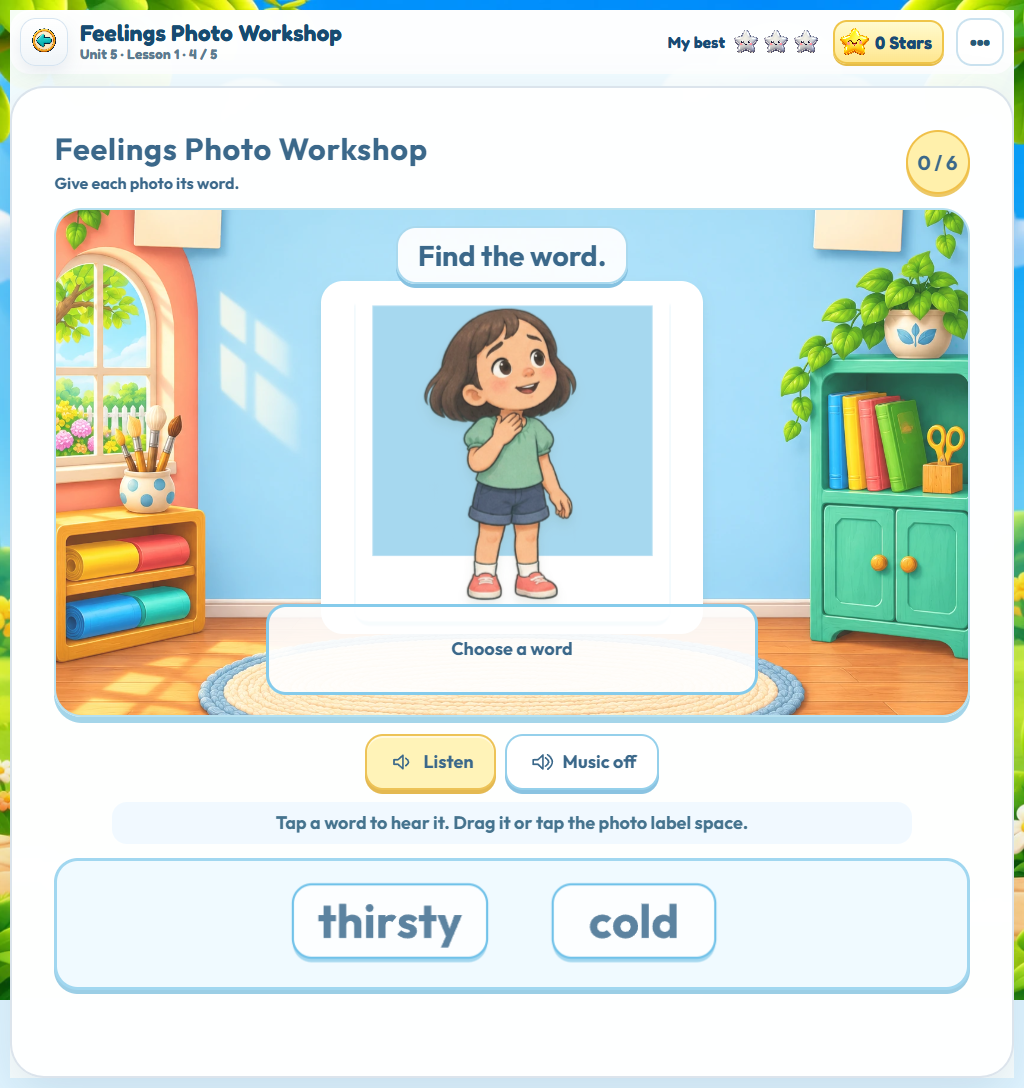 Feelings Photo Workshop
Unit 5 · Lesson 1 · 4 / 5
My best
0 Stars
•••
Feelings Photo Workshop
Give each photo its word.
0 / 6
Find the word.
Choose a word
Listen
Music off
Tap a word to hear it. Drag it or tap the photo label space.
thirsty
cold